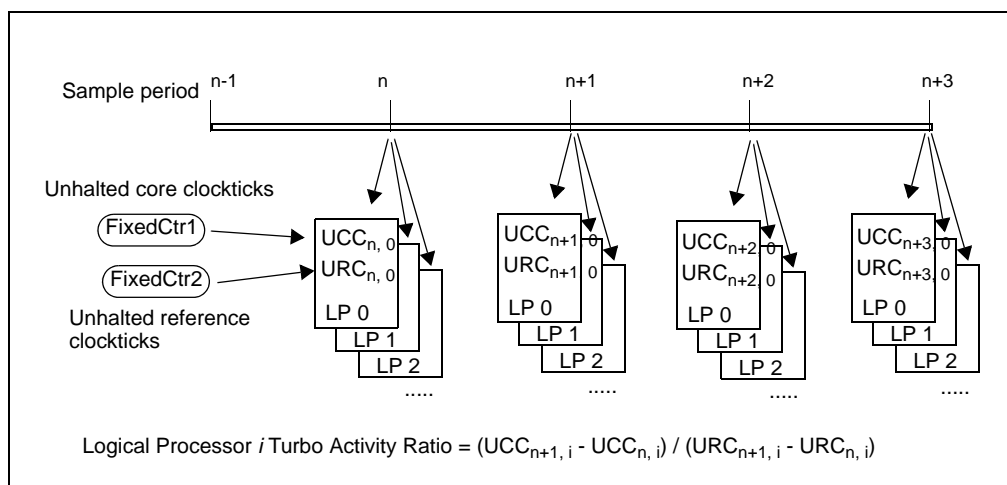 Sample period
n-1 n n+1 n+2 n+3
Unhalted core clockticks
FixedCtr1
FixedCtr2
Unhalted reference
clockticks
UCCn, 0
URCn, 0
LP 0
LP 1
LP 2
.....
UCCn+1 0
URCn+1 0
LP 0
LP 1
LP 2
.....
UCCn+2, 0
URCn+2, 0
LP 0
LP 1
LP 2
.....
UCCn+3, 0
URCn+3, 0
LP 0
LP 1
LP 2
.....
Logical Processor i Turbo Activity Ratio = (UCCn+1, i - UCCn, i) / (URCn+1, i - URCn, i)